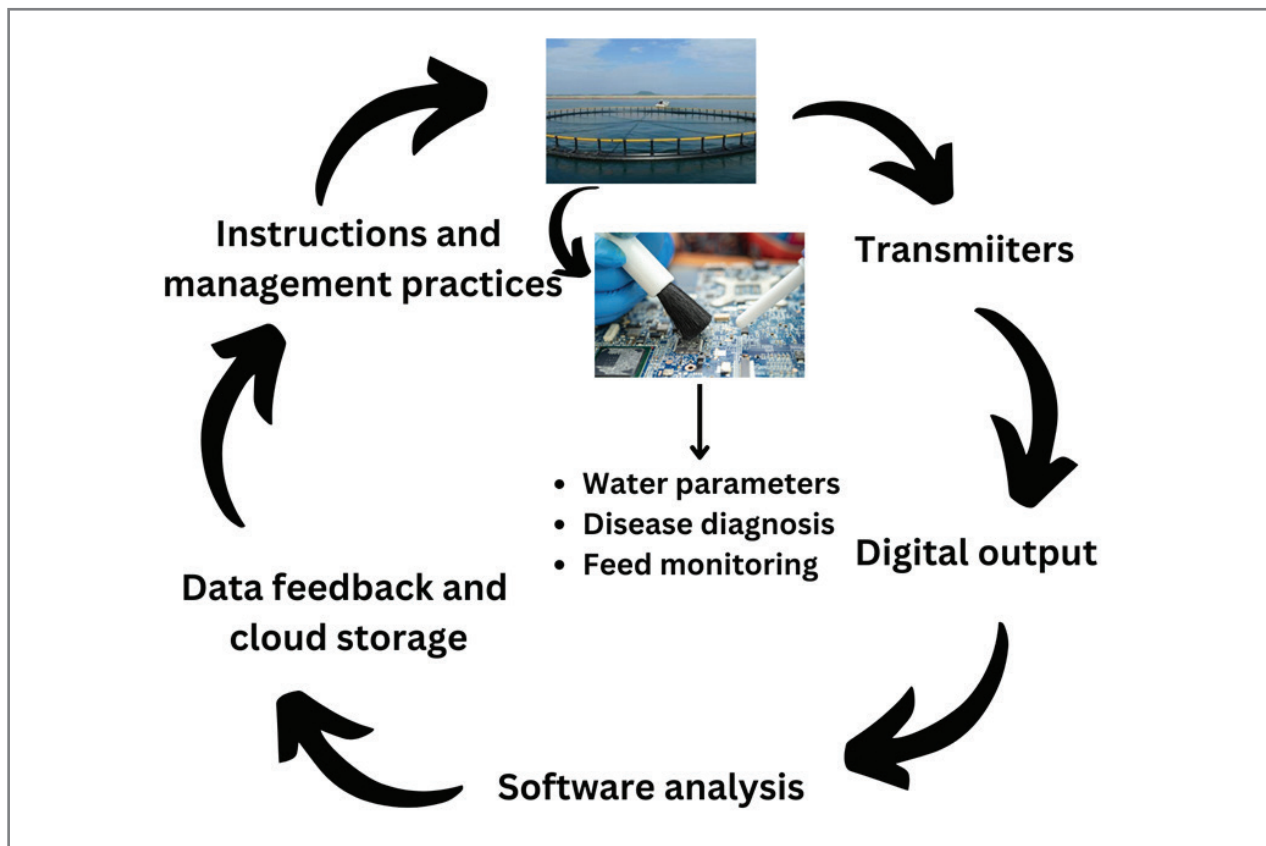 Instructions and
management practices
Transmiiters
• Water parameters
• Disease diagnosis
• Feed monitoring
Digital output
Data feedback and
cloud storage
Software analysis